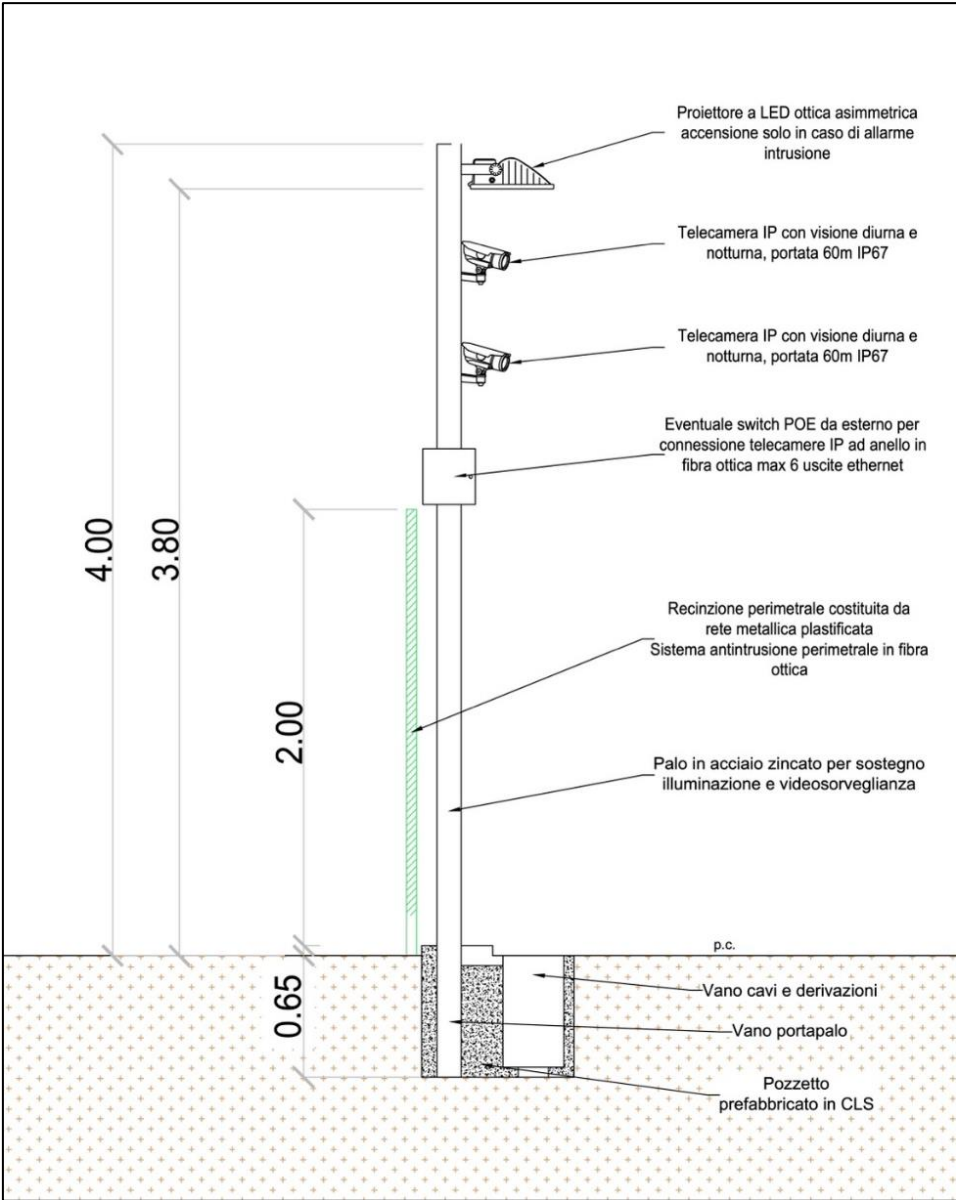 Proiettore a LED ottica asimmetrica
accensione solo in caso di allarme
intrusione
Telecamera IP con visione diurna e
notturna, portata 60m IP67
Telecamera IP con visione diurna e
notturna, portata 60m IP67
Eventuale switch POE da esterno per
connessione telecamere IP ad anello in
fibra ottica max 6 uscite ethernet
4.00
3.80
2.00
Recinzione perimetrale costituita da
rete metallica plastificata
Sistema antintrusione perimetrale in fibra
ottica
Palo in acciaio zincato per sostegno
illuminazione e videosorveglianza
p.c.
0.65
Vano cavi e derivazioni
Vano portapalo
Pozzetto
prefabbricato in CLS